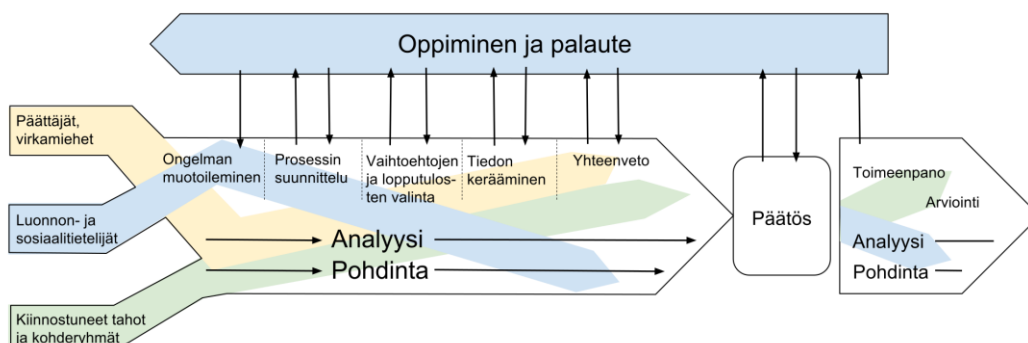 Oppiminen ja palaute
Päättäjät,
virkamiehet
Luonnon- ja
sosiaalitietelijät
Kiinnostuneet tahot
ja kohderyhmät
Ongelman
muotoileminen
Prosessin
suunnittelu
Vaihtoehtojen
ja lopputulos-
ten valinta
Tiedon
kerääminen
Yhteenveto
Analyysi
Pohdinta
Päätös
Toimeenpano
Arviointi
Analyysi
Pohdinta